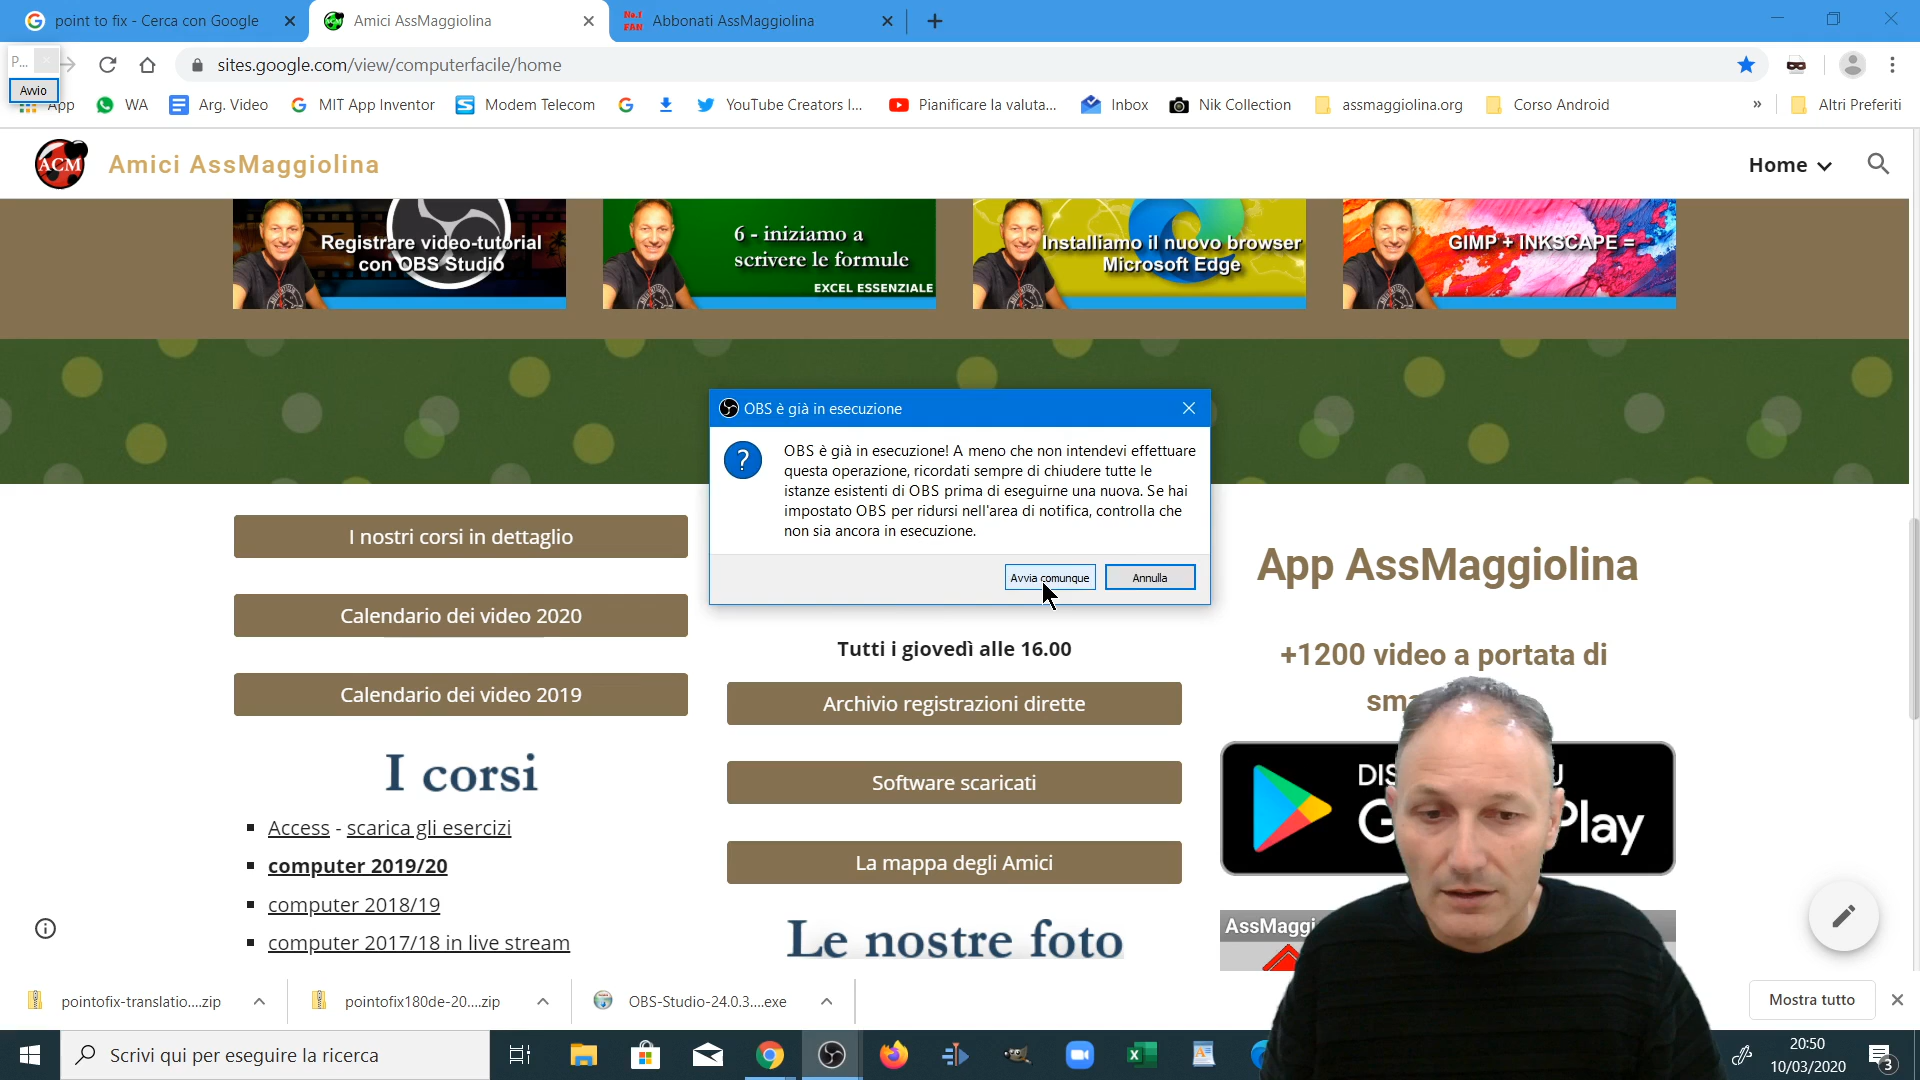 point to fix - Cerca con Google
Amici AssMaggiolina
No.1
FAN
Abbonati AssMaggiolina
P...
sites.google.com/view/computerfacile/home
Avvio
App
WA
Arg. Video
MIT App Inventor
Modem Telecom
YouTube Creators I...
Pianificare la valuta...
Inbox
Nik Collection
assmaggiolina.org
Corso Android
»
Altri Preferiti
ACM
Amici AssMaggiolina
Home
Registrare video-tutorial
con OBS Studio
6 - iniziamo a
scrivere le formule
EXCEL ESSENZIALE
Installiamo il nuovo browser
Microsoft Edge
GIMP + INKSCAPE =
OBS è già in esecuzione
OBS è già in esecuzione! A meno che non intendevi effettuare
questa operazione, ricordati sempre di chiudere tutte le
istanze esistenti di OBS prima di eseguirne una nuova. Se hai
impostato OBS per ridursi nell'area di notifica, controlla che
non sia ancora in esecuzione.
Avvia comunque
Annulla
I nostri corsi in dettaglio
Calendario dei video 2020
Calendario dei video 2019
I corsi
Access - scarica gli esercizi
computer 2019/20
computer 2018/19
computer 2017/18 in live stream
Tutti i giovedì alle 16.00
Archivio registrazioni dirette
Software scaricati
La mappa degli Amici
Le nostre foto
App AssMaggiolina
+1200 video a portata di
AssMaggi
Play
pointofix-translatio....zip
pointofix180de-20....zip
OBS-Studio-24.0.3....exe
Mostra tutto
Scrivi qui per eseguire la ricerca
20:50
10/03/2020
3